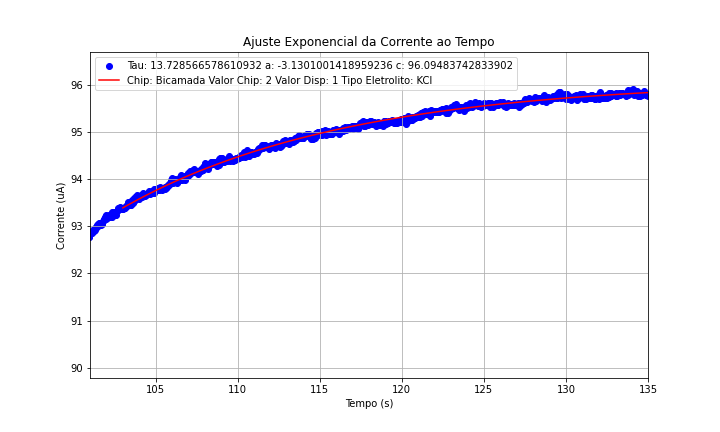 Ajuste Exponencial da Corrente ao Tempo
Tau: 13.728566578610932 a: -3.1301001418959236 c: 96.09483742833902
Chip: Bicamada Valor Chip: 2 Valor Disp: 1 Tipo Eletrolito: KCl
Corrente (uA)
96
95
94
93
92
91
90
105
110
115
120
125
130
135
Tempo (s)